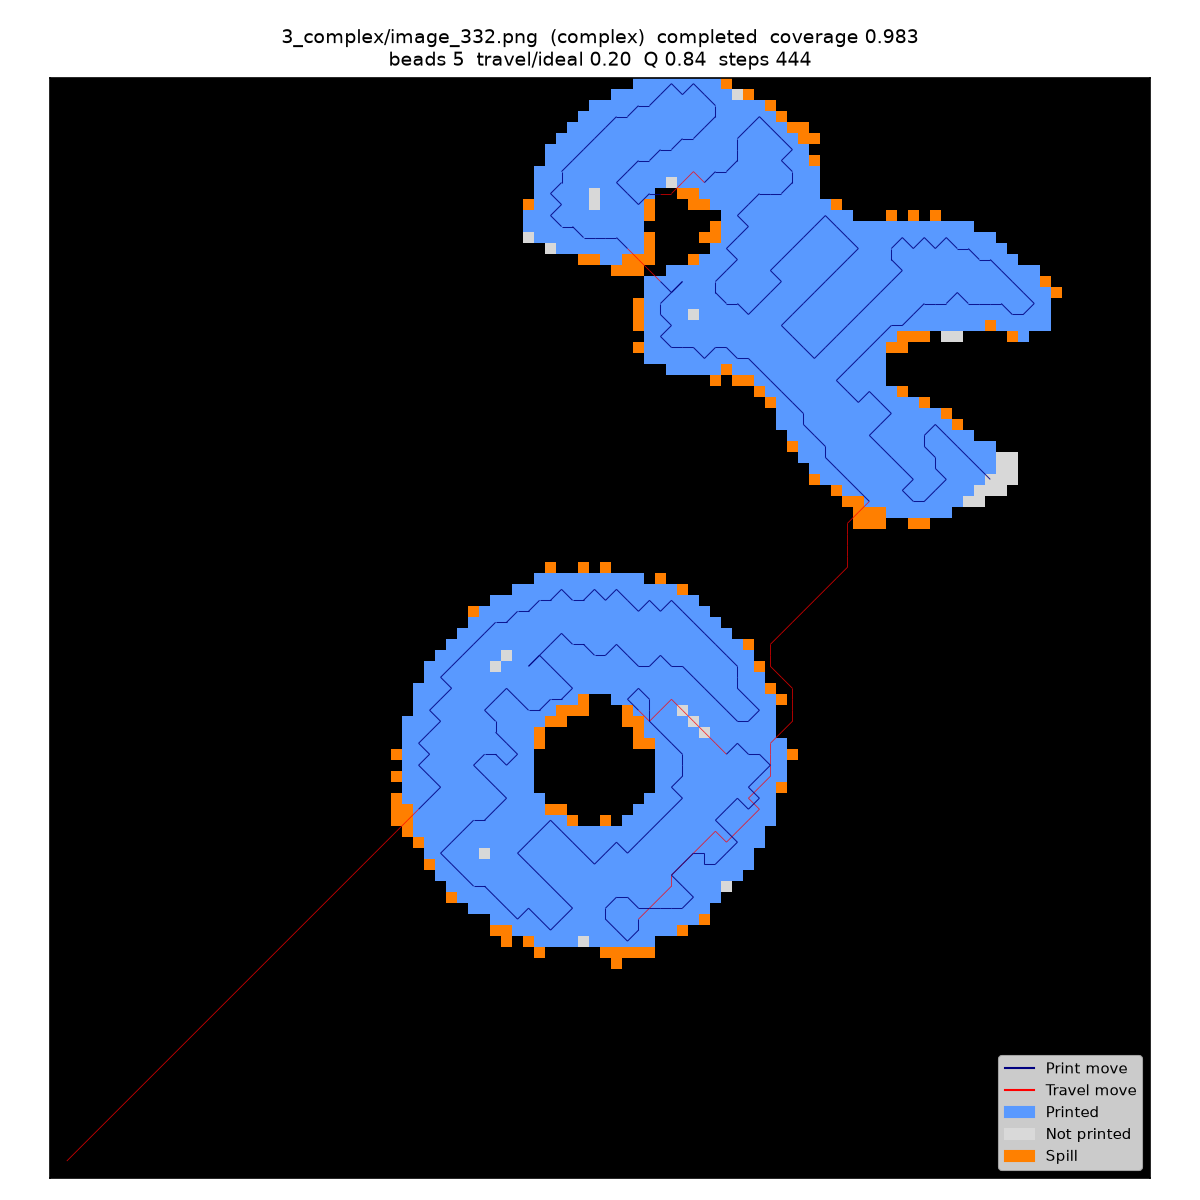 3_complex/image_332.png  (complex)  completed  coverage 0.983
beads 5  travel/ideal 0.20  Q 0.84  steps 444
Print move
Travel move
Printed
Not printed
Spill